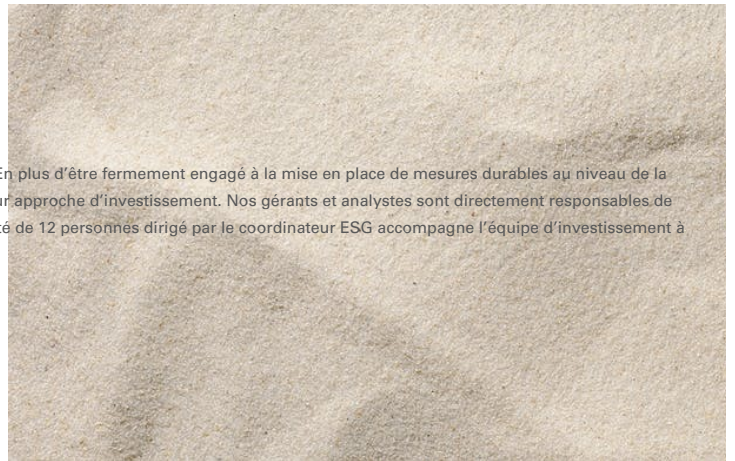 En plus d’être fermement engagé à la mise en place de mesures durables au niveau de la
approche d’investissement. Nos gérants et analystes sont directement responsables de
de 12 personnes dirigé par le coordinateur ESG accompagne l’équipe d’investissement à